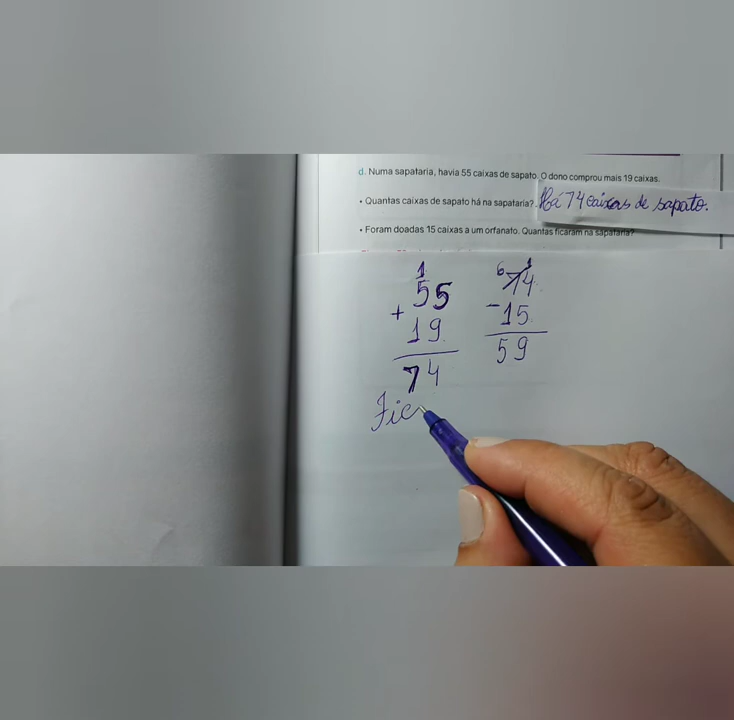 d. Numa sapataria, havia 55 caixas de sapato. O dono comprou mais 19 caixas.
• Quantas caixas de sapato há na sapataria? Há 74 caixas de sapato.
• Foram doadas 15 caixas a um orfanato. Quantas ficaram na sapataria?
1
55
+
19
74
6 1
74
- 15
59
Fic